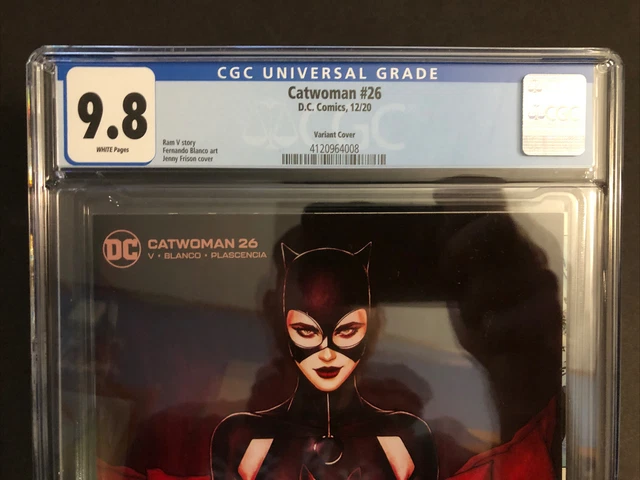 CGC UNIVERSAL GRADE
9.8
WHITE Pages
Catwoman #26
D.C. Comics, 12/20
Variant Cover
Ram V story
Fernando Blanco art
Jenny Frison cover
4120964008
CGC
DC
CATWOMAN 26
V • BLANCO • PLASCENCIA